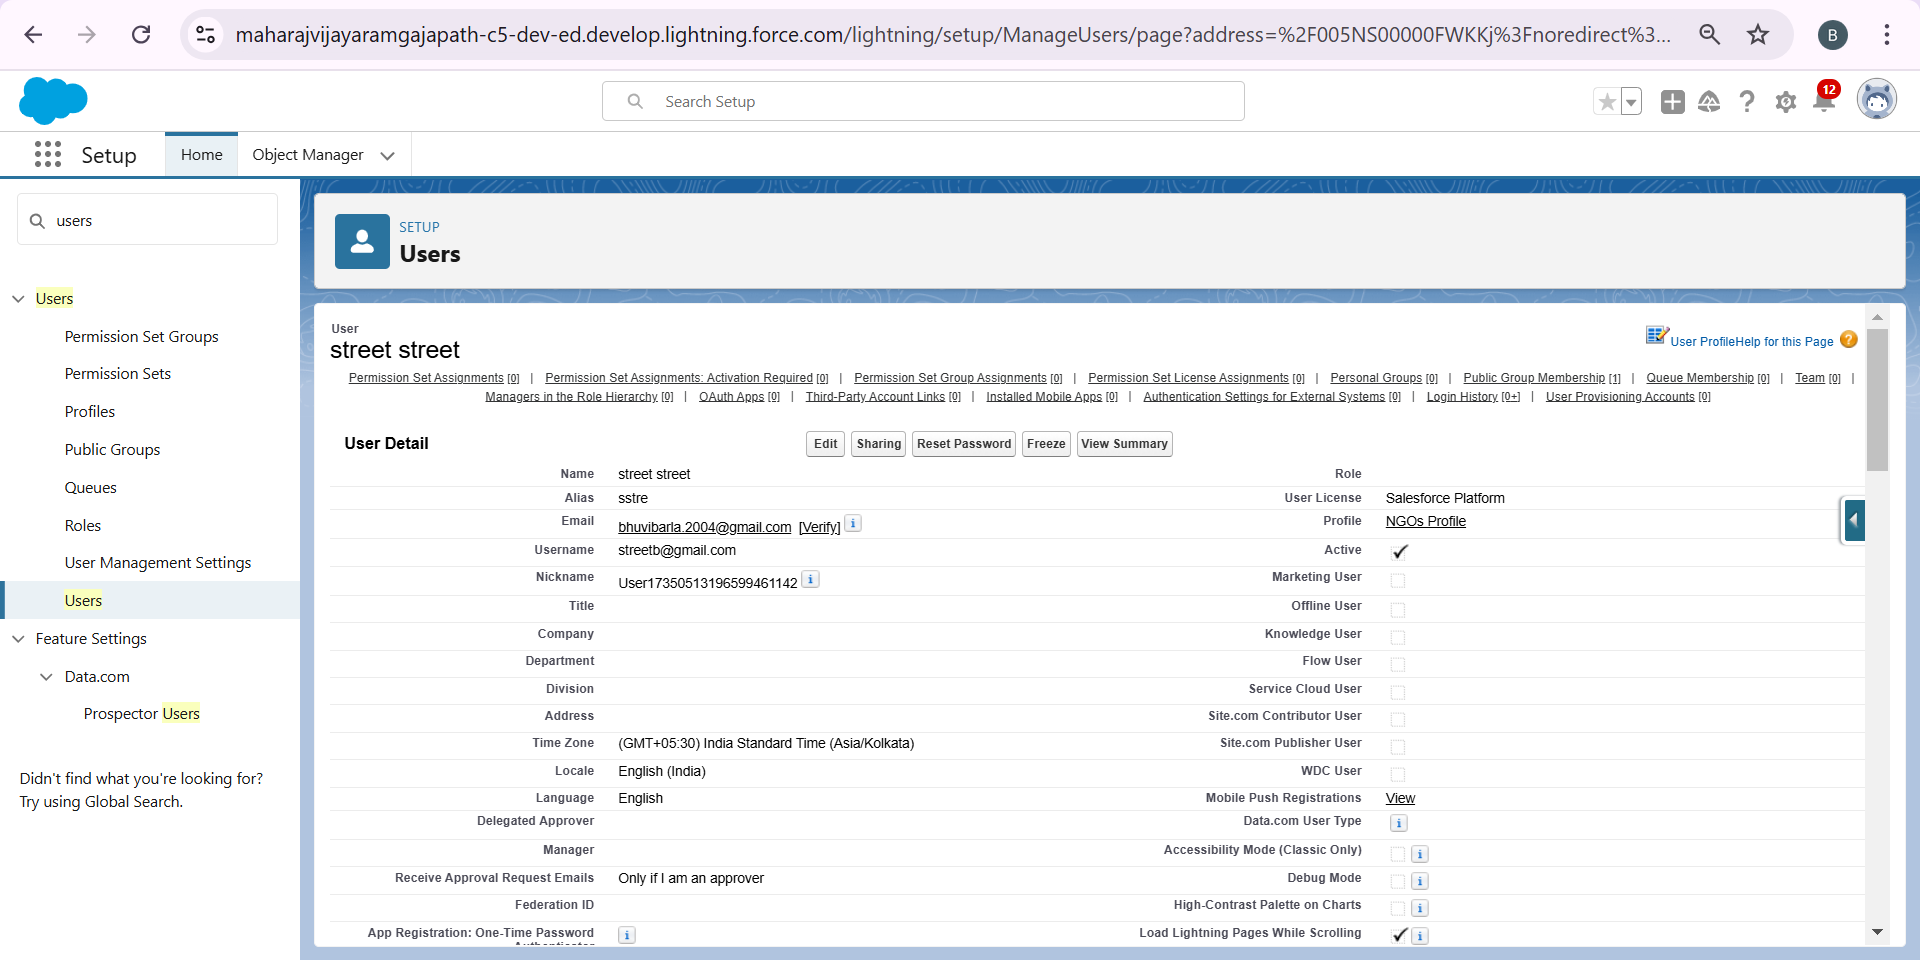 maharajvijayaramgajapath-c5-dev-ed.develop.lightning.force.com/lightning/setup/ManageUsers/page?address=%2F005NS00000FWKKj%3Fnoredirect%3...
B
Search Setup
12
Setup
Home
Object Manager
users
Users
Permission Set Groups
Permission Sets
Profiles
Public Groups
Queues
Roles
User Management Settings
Users
Feature Settings
Data.com
Prospector Users
Didn't find what you're looking for?
Try using Global Search.
SETUP
Users
User
street street
User Profile Help for this Page ?
Permission Set Assignments [0] | Permission Set Assignments: Activation Required [0] | Permission Set Group Assignments [0] | Permission Set License Assignments [0] | Personal Groups [0] | Public Group Membership [1] | Queue Membership [0] | Team [0] |
Managers in the Role Hierarchy [0] | OAuth Apps [0] | Third-Party Account Links [0] | Installed Mobile Apps [0] | Authentication Settings for External Systems [0] | Login History [0+] | User Provisioning Accounts [0]
User Detail
Edit Sharing Reset Password Freeze View Summary
Name street street Role
Alias sstre User License Salesforce Platform
Email bhuvibarla.2004@gmail.com [Verify] i Profile NGOs Profile
Username streetb@gmail.com Active
Nickname User17350513196599461142 i Marketing User
Title Offline User
Company Knowledge User
Department Flow User
Division Service Cloud User
Address Site.com Contributor User
Time Zone (GMT+05:30) India Standard Time (Asia/Kolkata) Site.com Publisher User
Locale English (India) WDC User
Language English Mobile Push Registrations View
Delegated Approver Data.com User Type i
Manager Accessibility Mode (Classic Only) i
Receive Approval Request Emails Only if I am an approver Debug Mode i
Federation ID High-Contrast Palette on Charts i
App Registration: One-Time Password i Load Lightning Pages While Scrolling i